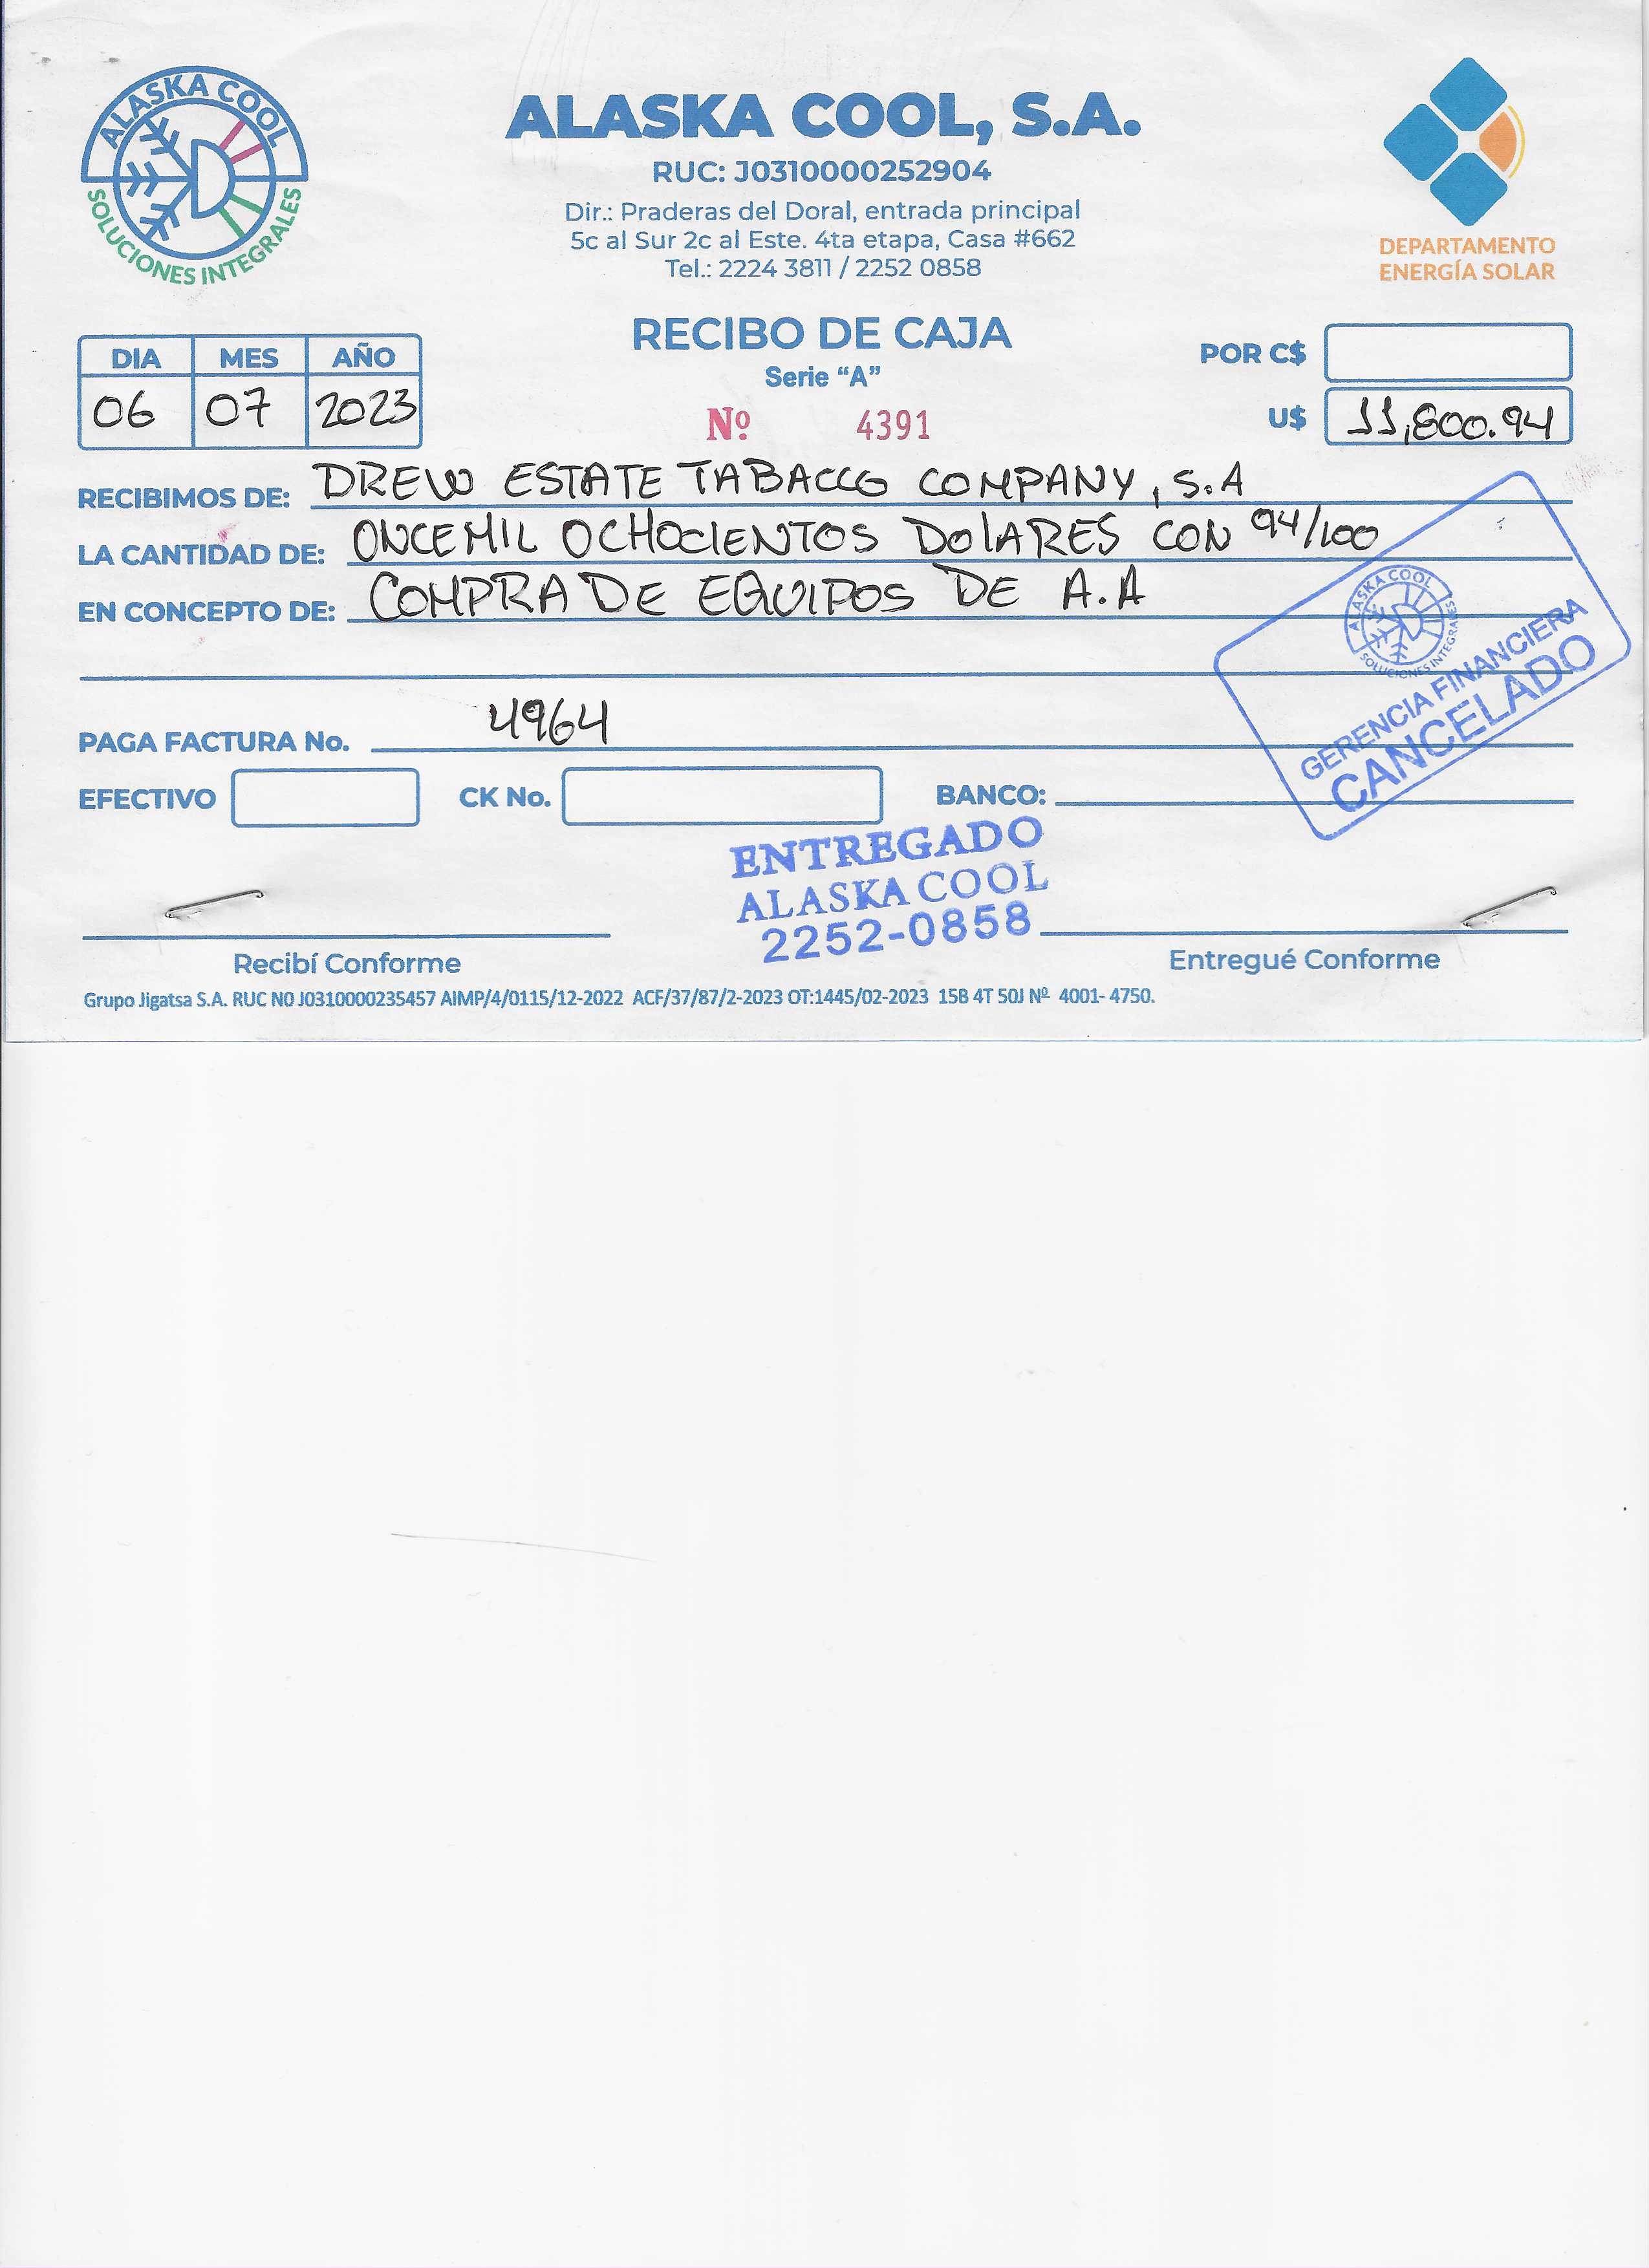 ALASKA COOL
SOLUCIONES INTEGRALES
ALASKA COOL, S.A.
RUC: J0310000252904
Dir.: Praderas del Doral, entrada principal
5c al Sur 2c al Este. 4ta etapa, Casa #662
Tel.: 2224 3811 / 2252 0858
DEPARTAMENTO
ENERGÍA SOLAR
RECIBO DE CAJA
Serie “A”
Nº 4391
DIA MES AÑO
06 07 2023
POR C$
U$ 11,800.94
RECIBIMOS DE: DREW ESTATE TABACCO COMPANY, S.A
LA CANTIDAD DE: ONCE MIL OCHOCIENTOS DOLARES CON 94/100
EN CONCEPTO DE: COMPRA DE EQUIPOS DE A.A
PAGA FACTURA No. 4964
ALASKA COOL
SOLUCIONES INTEGRALES
GERENCIA FINANCIERA
CANCELADO
EFECTIVO CK No. BANCO:
ENTREGADO
ALASKA COOL
2252-0858
Recibí Conforme Entregué Conforme
Grupo Jigatsa S.A. RUC N0 J0310000235457 AIMP/4/0115/12-2022 ACF/37/87/2-2023 OT:1445/02-2023 15B 4T 50J Nº 4001- 4750.